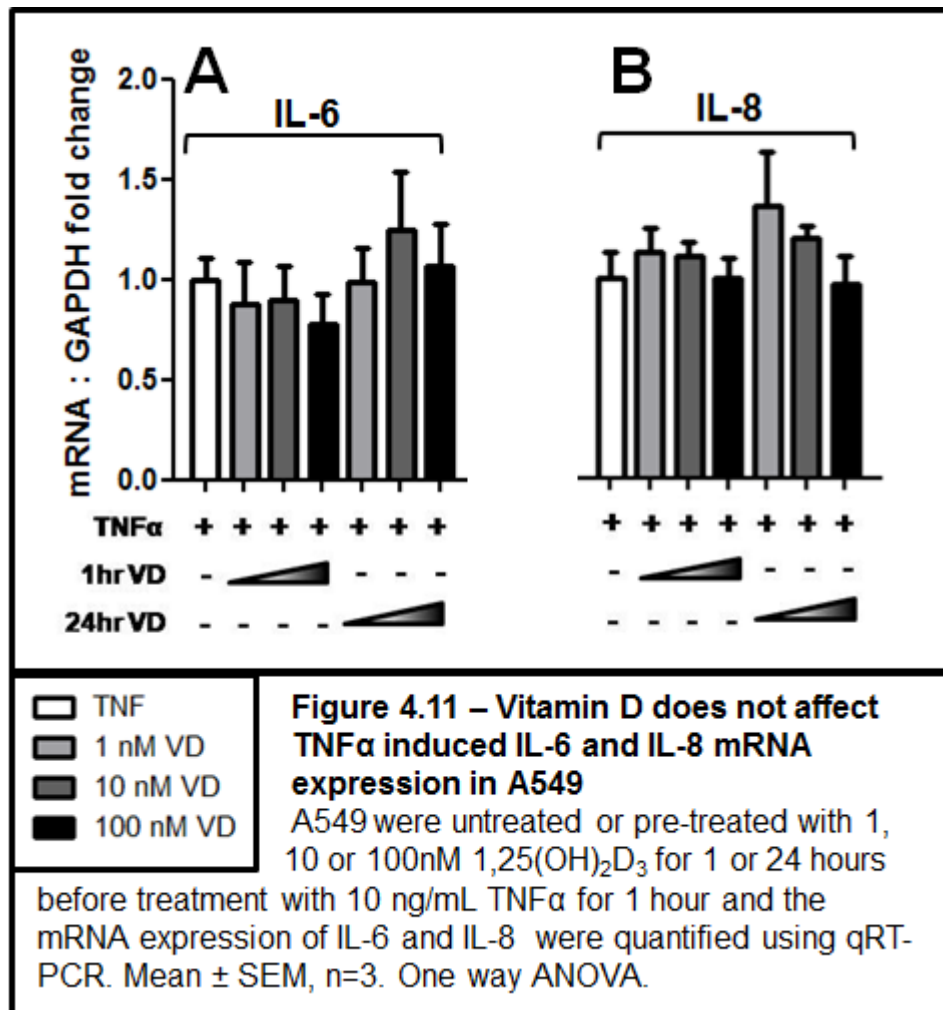 A
B
IL-6
IL-8
mRNA : GAPDH fold change
2.0
1.5
1.0
0.5
0.0
TNFα + + + + + + +
+ + + + + + +
1hr VD - - - -
- - - -
24hr VD - - - -
- - - -
TNF
1 nM VD
10 nM VD
100 nM VD
Figure 4.11 – Vitamin D does not affect
TNFα induced IL-6 and IL-8 mRNA
expression in A549
A549 were untreated or pre-treated with 1,
10 or 100nM 1,25(OH)₂D₃ for 1 or 24 hours
before treatment with 10 ng/mL TNFα for 1 hour and the
mRNA expression of IL-6 and IL-8 were quantified using qRT-
PCR. Mean ± SEM, n=3. One way ANOVA.